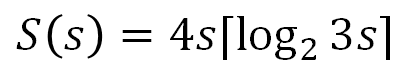 S(s) = 4s⌈log₂ 3s⌉